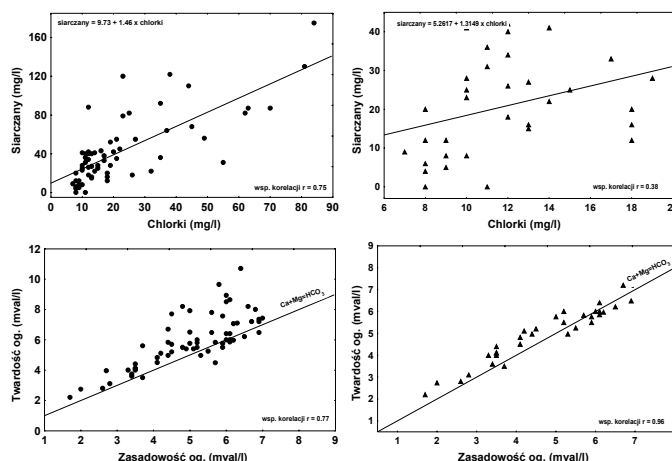 siarczany = 9.73 + 1.46 x chlorki
Siarczany (mg/l)
160
120
80
40
0
0 10 20 30 40 50 60 70 80 90
wsp. korelacji r = 0.75
Chlorki (mg/l)
siarczany = 5.2617 + 1.3149 x chlorki
Siarczany (mg/l)
40
30
20
10
0
6 8 10 12 14 16 18 20
wsp. korelacji r = 0.38
Chlorki (mg/l)
Twardość og. (mval/l)
12
10
8
6
4
2
0
1 2 3 4 5 6 7 8 9
Ca+Mg=HCO3
wsp. korelacji r = 0.77
Zasadowość og. (mval/l)
Twardość og. (mval/l)
9
8
7
6
5
4
3
2
1
1 2 3 4 5 6 7 8
Ca+Mg=HCO3
wsp. korelacji r = 0.96
Zasadowość og. (mval/l)